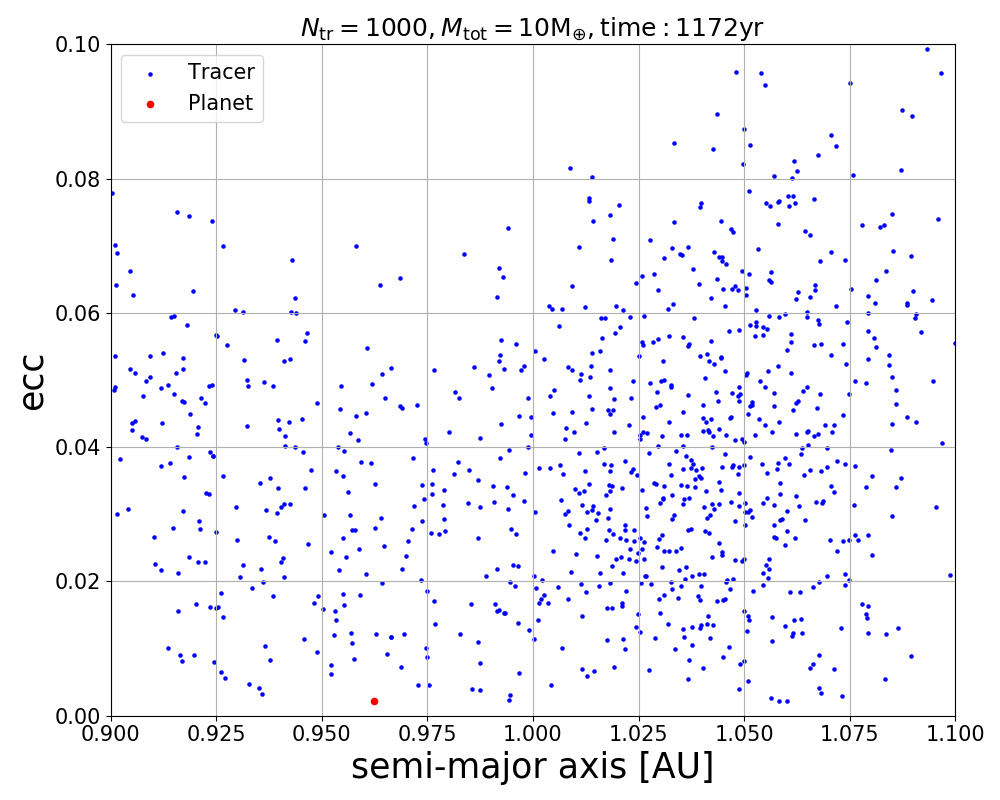 N_tr = 1000, M_tot = 10M_⊕, time : 1172yr
Tracer
Planet
ecc
0.10
0.08
0.06
0.04
0.02
0.00
0.900 0.925 0.950 0.975 1.000 1.025 1.050 1.075 1.100
semi-major axis [AU]